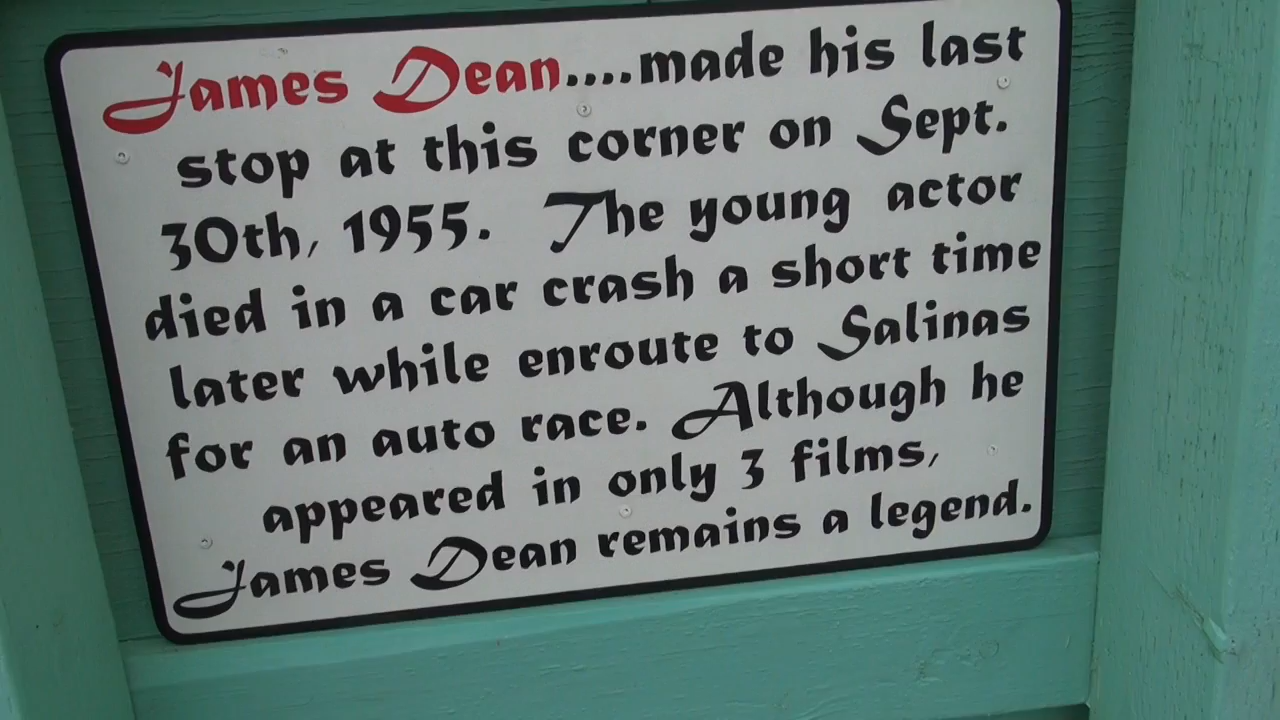 James Dean....made his last
stop at this corner on Sept.
30th, 1955. The young actor
died in a car crash a short time
later while enroute to Salinas
for an auto race. Although he
appeared in only 3 films,
James Dean remains a legend.